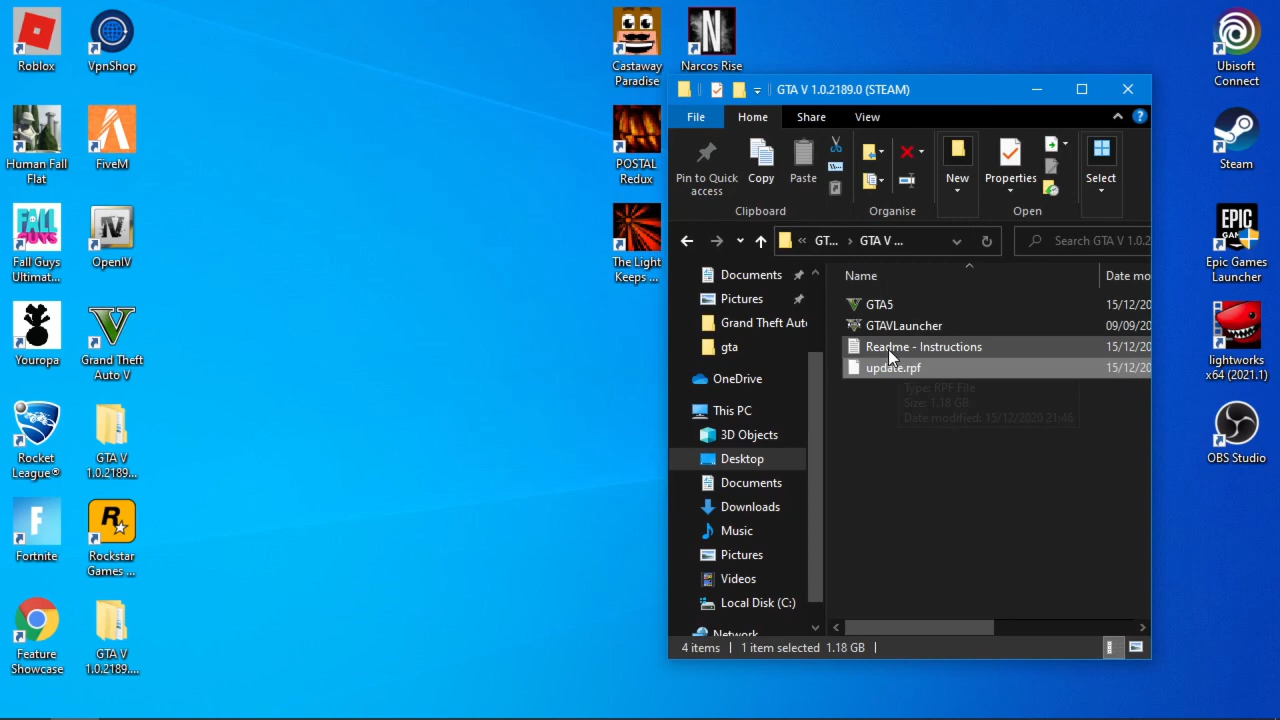 Roblox
VpnShop
Human Fall
Flat
FiveM
Fall Guys
Ultimat...
OpenIV
Youropa
Grand Theft
Auto V
Rocket
League®
GTA V
1.0.2189...
Fortnite
Rockstar
Games ...
Feature
Showcase
GTA V
1.0.2189....
Castaway
Paradise
Narcos Rise
POSTAL
Redux
The Light
Keeps ...
GTA V 1.0.2189.0 (STEAM)
File
Home
Share
View
Pin to Quick
access
Copy
Paste
New
Properties
Select
Clipboard
Organise
Open
« GT... › GTA V ...
Search GTA V 1.0.2
Documents
Pictures
Grand Theft Auto
gta
OneDrive
This PC
3D Objects
Desktop
Documents
Downloads
Music
Pictures
Videos
Local Disk (C:)
Network
Name
Date mo
GTA5
15/12/20
GTAVLauncher
09/09/20
Readme - Instructions
15/12/20
update.rpf
15/12/20
Type: RPF File
Size: 1.18 GB
Date modified: 15/12/2020 21:46
4 items
1 item selected 1.18 GB
Ubisoft
Connect
Steam
EPIC
GAMES
Epic Games
Launcher
lightworks
x64 (2021.1)
OBS Studio